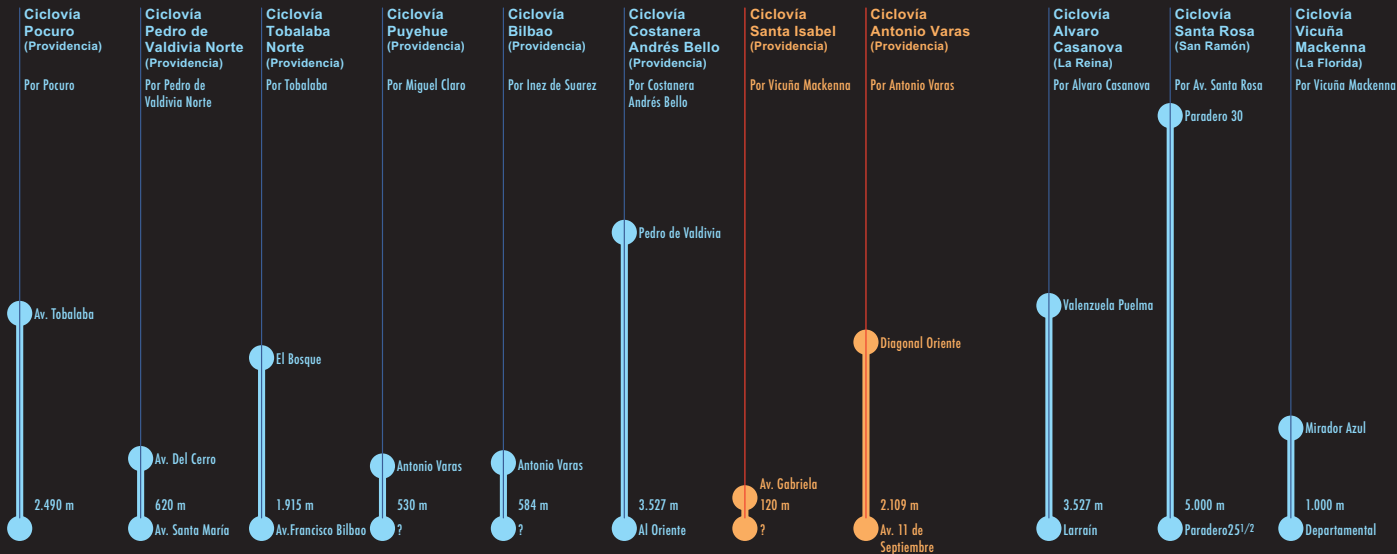 Ciclovía
Pocuro
(Providencia)
Por Pocuro
Av. Tobalaba
2.490 m
Ciclovía
Pedro de
Valdivia Norte
(Providencia)
Por Pedro de
Valdivia Norte
Av. Del Cerro
620 m
Av. Santa María
Ciclovía
Tobalaba
Norte
(Providencia)
Por Tobalaba
El Bosque
1.915 m
Av.Francisco Bilbao
Ciclovía
Puyehue
(Providencia)
Por Miguel Claro
Antonio Varas
530 m
?
Ciclovía
Bilbao
(Providencia)
Por Inez de Suarez
Antonio Varas
584 m
?
Ciclovía
Costanera
Andrés Bello
(Providencia)
Por Costanera
Andrés Bello
Pedro de Valdivia
3.527 m
Al Oriente
Ciclovía
Santa Isabel
(Providencia)
Por Vicuña Mackenna
Av. Gabriela
120 m
?
Ciclovía
Antonio Varas
(Providencia)
Por Antonio Varas
Diagonal Oriente
2.109 m
Av. 11 de
Septiembre
Ciclovía
Alvaro
Casanova
(La Reina)
Por Alvaro Casanova
Valenzuela Puelma
3.527 m
Larraín
Ciclovía
Santa Rosa
(San Ramón)
Por Av. Santa Rosa
Paradero 30
5.000 m
Paradero25 1/2
Ciclovía
Vicuña
Mackenna
(La Florida)
Por Vicuña Mackenna
Mirador Azul
1.000 m
Departamental